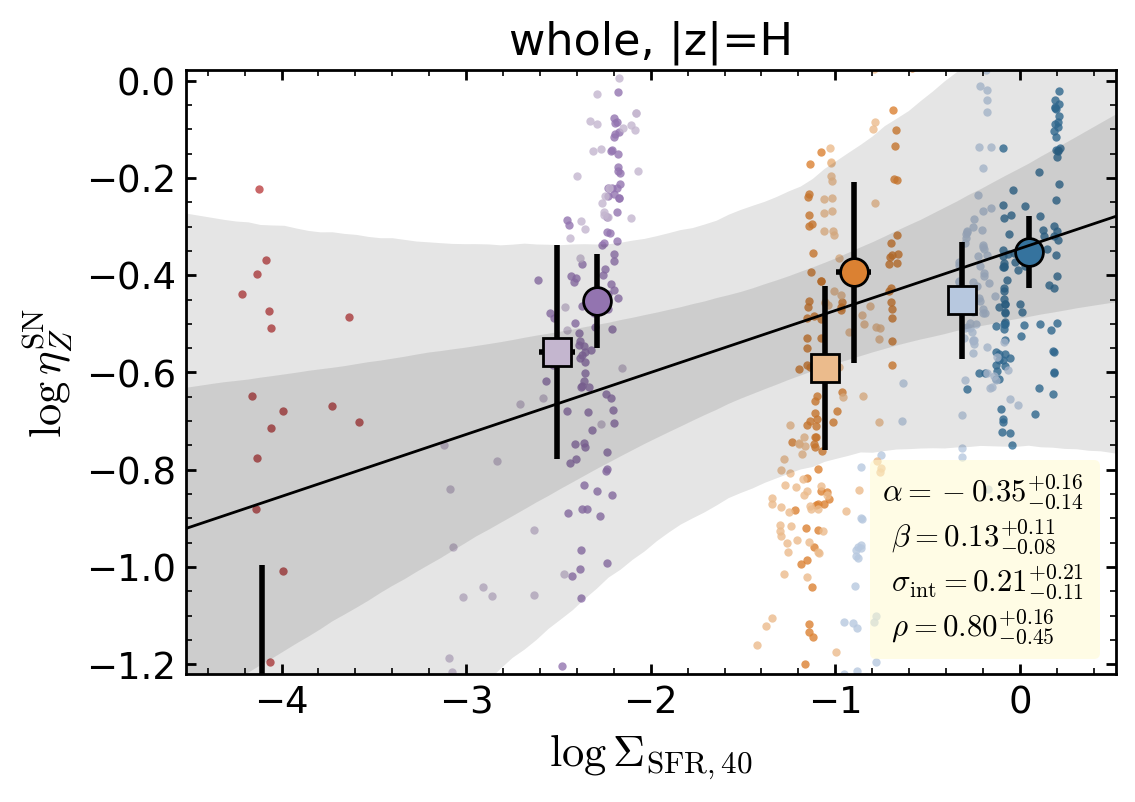 whole, |z|=H
0.0
−0.2
−0.4
−0.6
−0.8
−1.0
−1.2
log η_Z^SN
α = −0.35^{+0.16}_{−0.14}
β = 0.13^{+0.11}_{−0.08}
σ_int = 0.21^{+0.21}_{−0.11}
ρ = 0.80^{+0.16}_{−0.45}
−4 −3 −2 −1 0
log Σ_{SFR, 40}